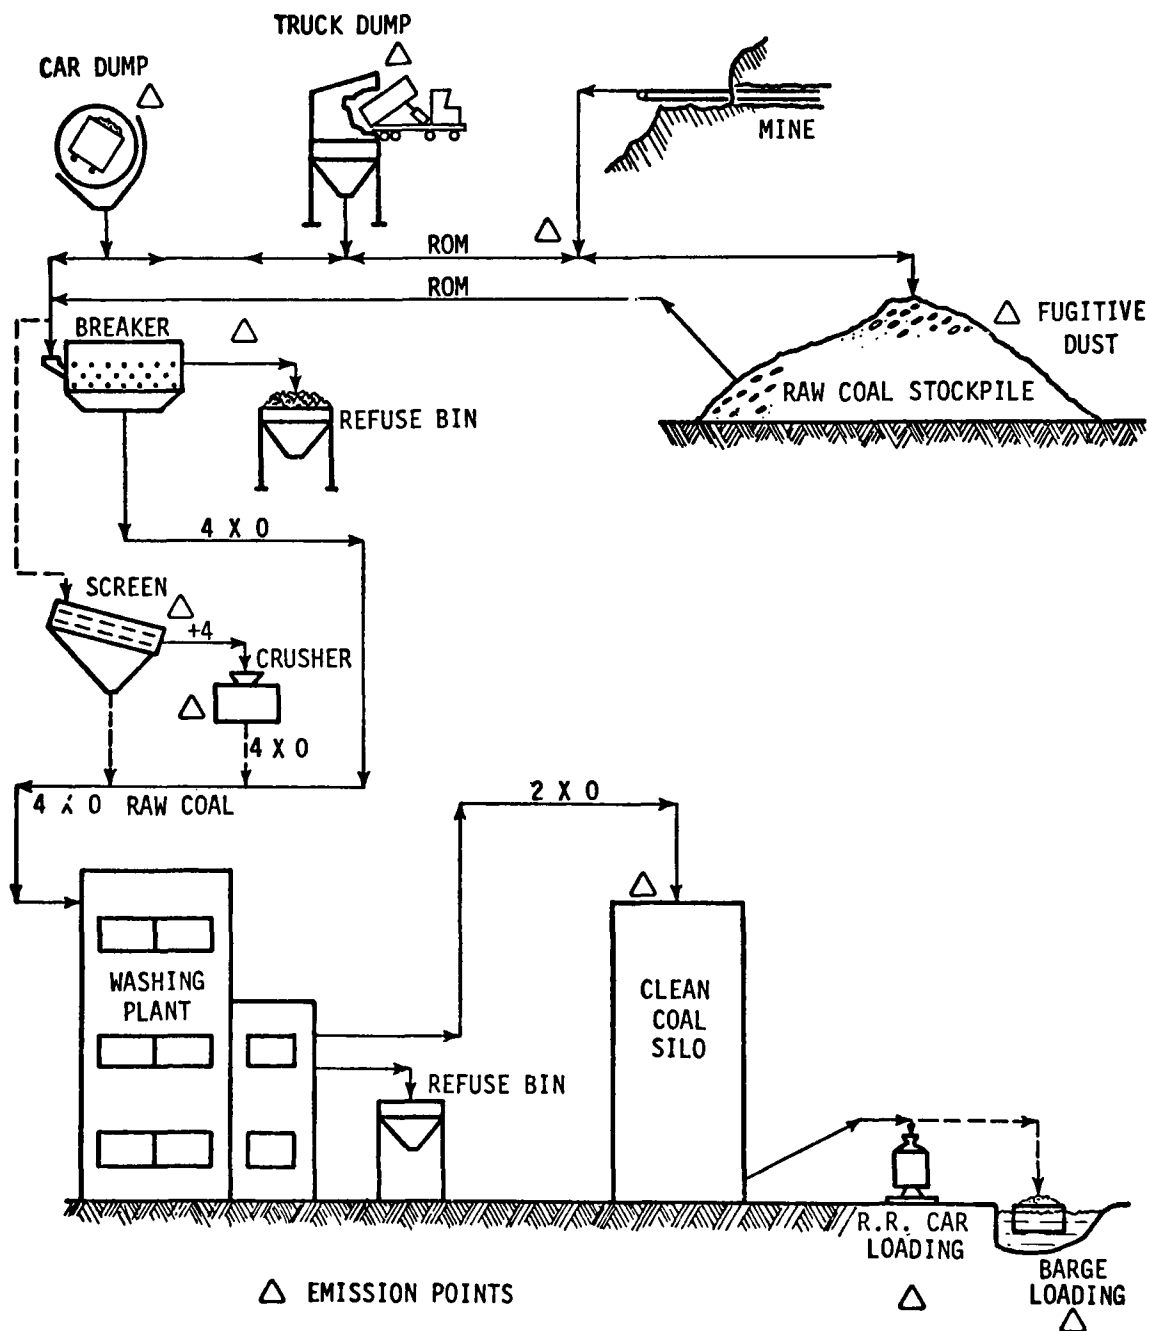 TRUCK DUMP
CAR DUMP
MINE
ROM
ROM
FUGITIVE
DUST
BREAKER
RAW COAL STOCKPILE
REFUSE BIN
4 X 0
SCREEN
+4
CRUSHER
4 X 0
4 X 0 RAW COAL
2 X 0
WASHING
PLANT
CLEAN
COAL
SILO
REFUSE BIN
R.R. CAR
LOADING
BARGE
LOADING
EMISSION POINTS